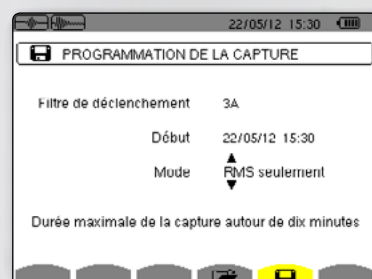 22/05/12 15:30
PROGRAMMATION DE LA CAPTURE
Filtre de déclenchement 3A
Début 22/05/12 15:30
Mode RMS seulement
Durée maximale de la capture autour de dix minutes